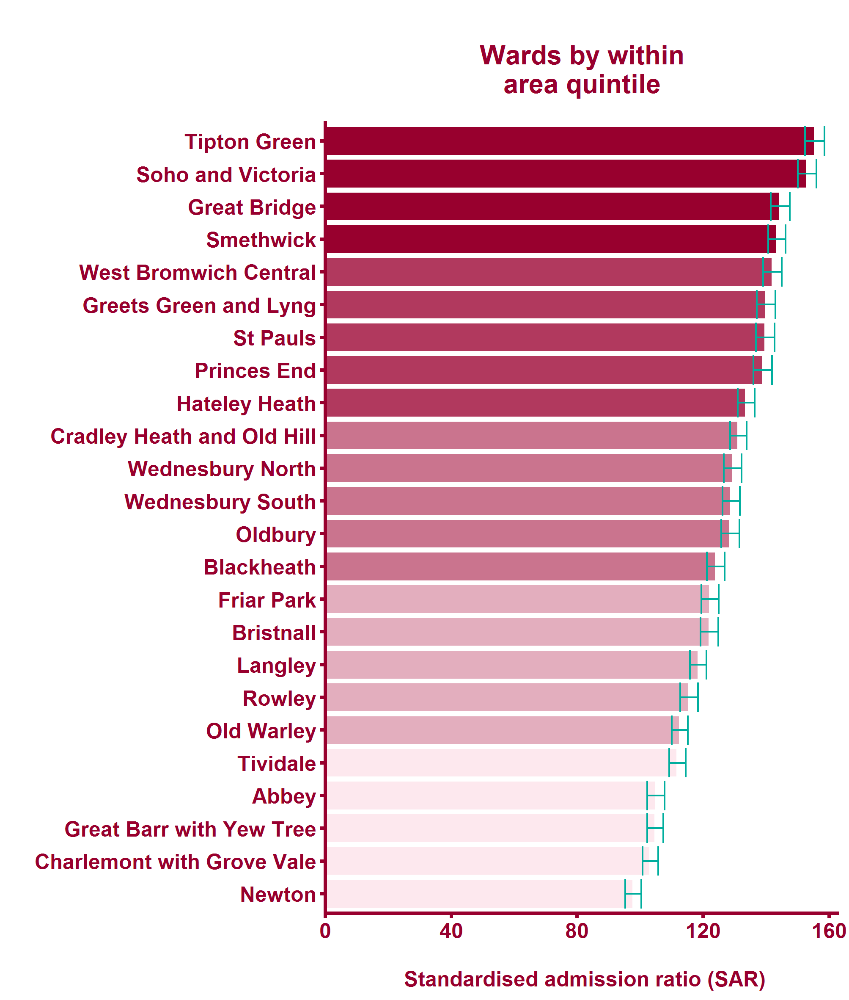 Wards by within
area quintile
Tipton Green
Soho and Victoria
Great Bridge
Smethwick
West Bromwich Central
Greets Green and Lyng
St Pauls
Princes End
Hateley Heath
Cradley Heath and Old Hill
Wednesbury North
Wednesbury South
Oldbury
Blackheath
Friar Park
Bristnall
Langley
Rowley
Old Warley
Tividale
Abbey
Great Barr with Yew Tree
Charlemont with Grove Vale
Newton
0 40 80 120 160
Standardised admission ratio (SAR)